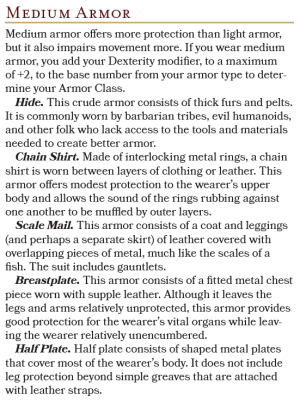 MEDIUM ARMOR
Medium armor offers more protection than light armor,
but it also impairs movement more. If you wear medium
armor, you add your Dexterity modifier, to a maximum
of +2, to the base number from your armor type to deter-
mine your Armor Class.
Hide. This crude armor consists of thick furs and pelts.
It is commonly worn by barbarian tribes, evil humanoids,
and other folk who lack access to the tools and materials
needed to create better armor.
Chain Shirt. Made of interlocking metal rings, a chain
shirt is worn between layers of clothing or leather. This
armor offers modest protection to the wearer's upper
body and allows the sound of the rings rubbing against
one another to be muffled by outer layers.
Scale Mail. This armor consists of a coat and leggings
(and perhaps a separate skirt) of leather covered with
overlapping pieces of metal, much like the scales of a
fish. The suit includes gauntlets.
Breastplate. This armor consists of a fitted metal chest
piece worn with supple leather. Although it leaves the
legs and arms relatively unprotected, this armor provides
good protection for the wearer's vital organs while leav-
ing the wearer relatively unencumbered.
Half Plate. Half plate consists of shaped metal plates
that cover most of the wearer's body. It does not include
leg protection beyond simple greaves that are attached
with leather straps.